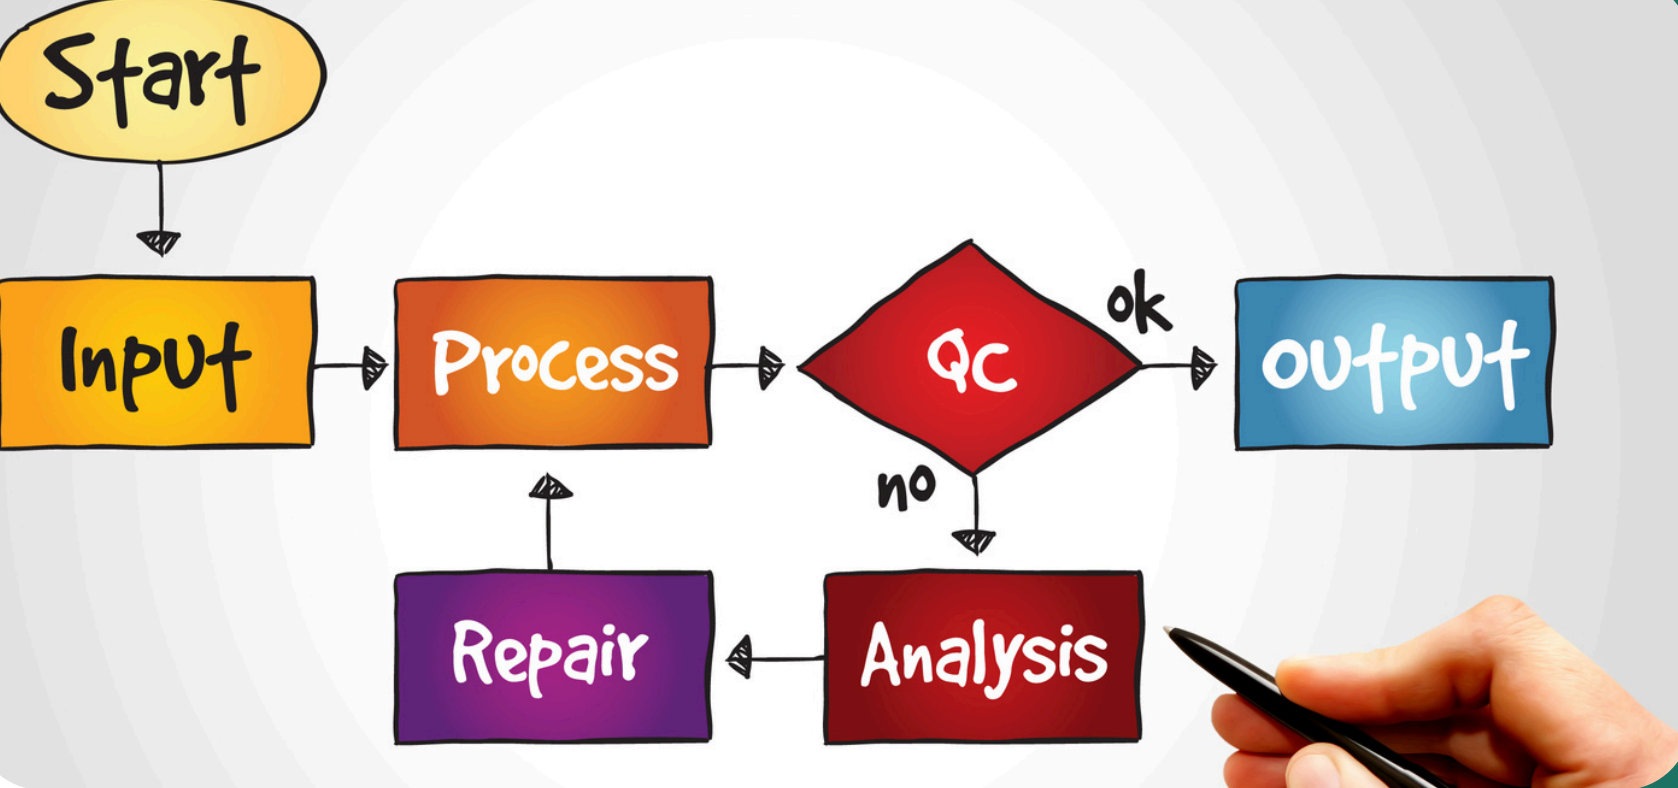 Start
Input
Process
QC
ok
output
no
Repair
Analysis